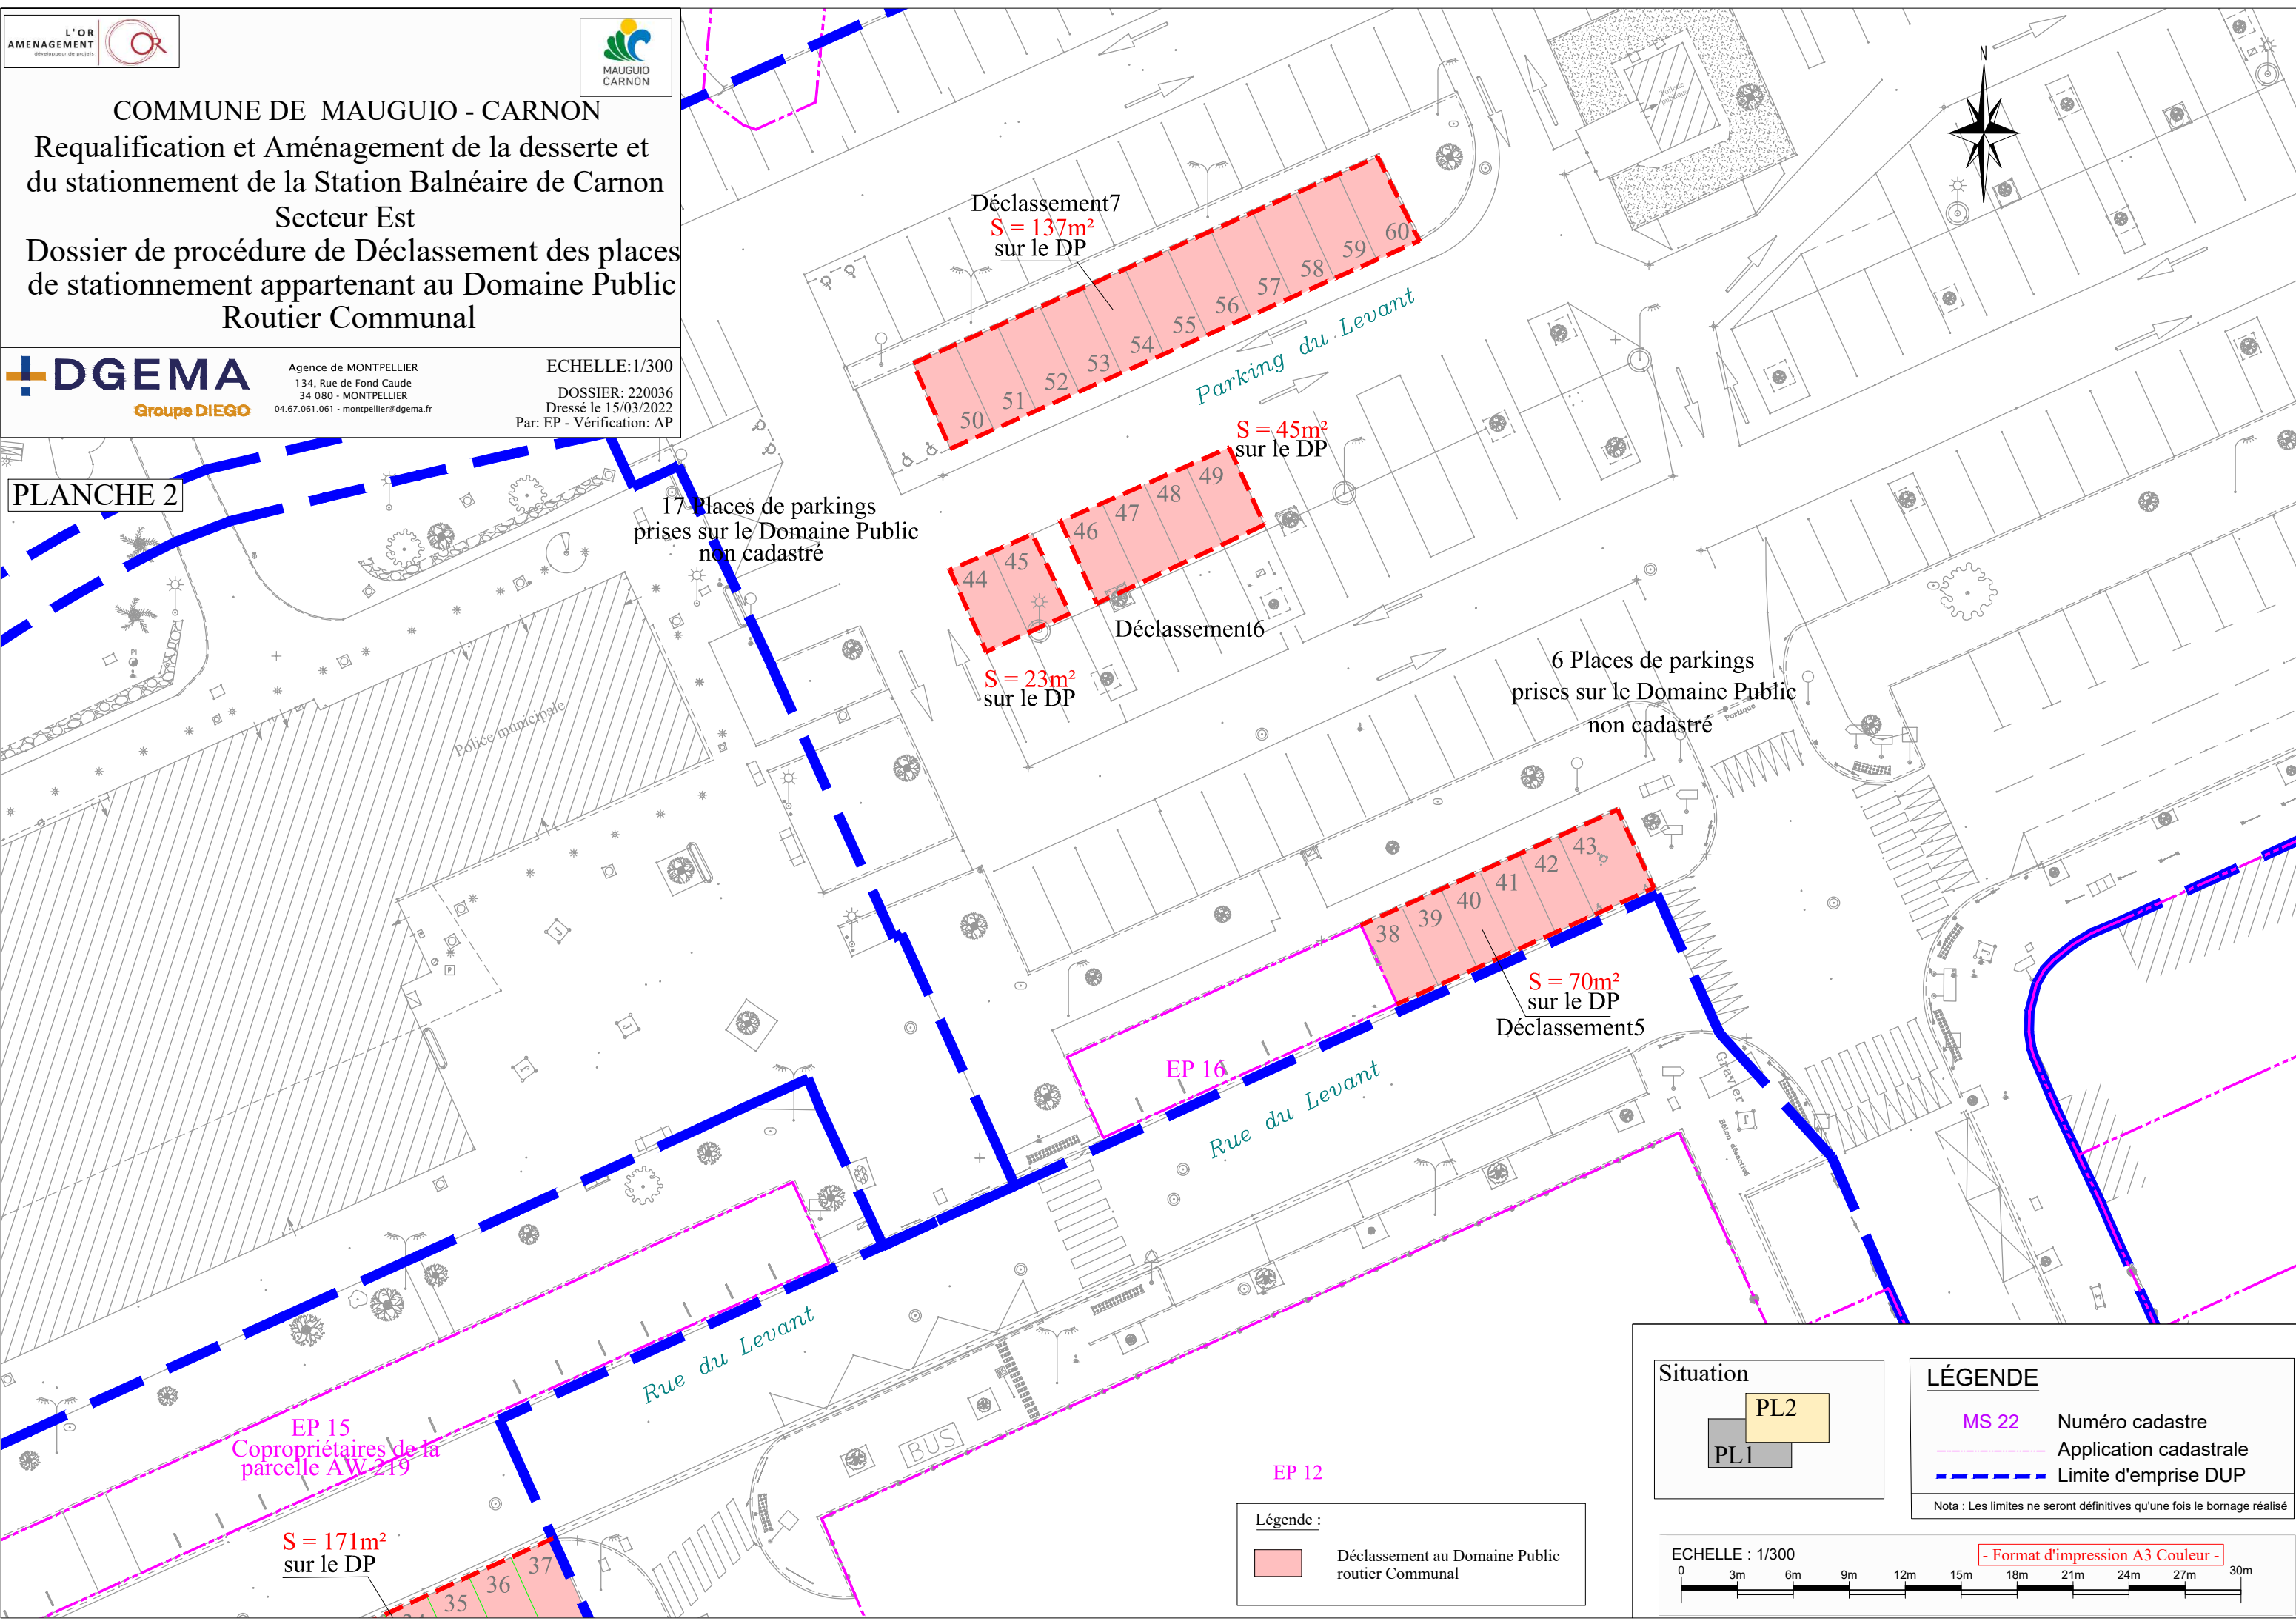 L'OR
AMENAGEMENT
développeur de projets
OR
MAUGUIO
CARNON
COMMUNE DE MAUGUIO - CARNON
Requalification et Aménagement de la desserte et
du stationnement de la Station Balnéaire de Carnon
Secteur Est
Dossier de procédure de Déclassement des places
de stationnement appartenant au Domaine Public
Routier Communal
DGEMA
Groupe DIEGO
Agence de MONTPELLIER
134, Rue de Fond Caude
34 080 - MONTPELLIER
04.67.061.061 - montpellier@dgema.fr
ECHELLE:1/300
DOSSIER: 220036
Dressé le 15/03/2022
Par: EP - Vérification: AP
PLANCHE 2
N
Toilette
publique
Déclassement7
S = 137m²
sur le DP
50 51 52 53 54 55 56 57 58 59 60
Parking du Levant
S = 45m²
sur le DP
46 47 48 49
44 45
Déclassement6
S = 23m²
sur le DP
17 Places de parkings
prises sur le Domaine Public
non cadastré
6 Places de parkings
prises sur le Domaine Public
non cadastré
Portique
Police municipale
PI
38 39 40 41 42 43
S = 70m²
sur le DP
Déclassement5
EP 16
Rue du Levant
Gravier
Béton désactivé
Rue du Levant
EP 15
Copropriétaires de la
parcelle AW 219
BUS
EP 12
S = 171m²
sur le DP
35 36 37
Légende :
Déclassement au Domaine Public
routier Communal
Situation
PL2
PL1
LÉGENDE
MS 22 Numéro cadastre
Application cadastrale
Limite d'emprise DUP
Nota : Les limites ne seront définitives qu'une fois le bornage réalisé
ECHELLE : 1/300
- Format d'impression A3 Couleur -
0 3m 6m 9m 12m 15m 18m 21m 24m 27m 30m